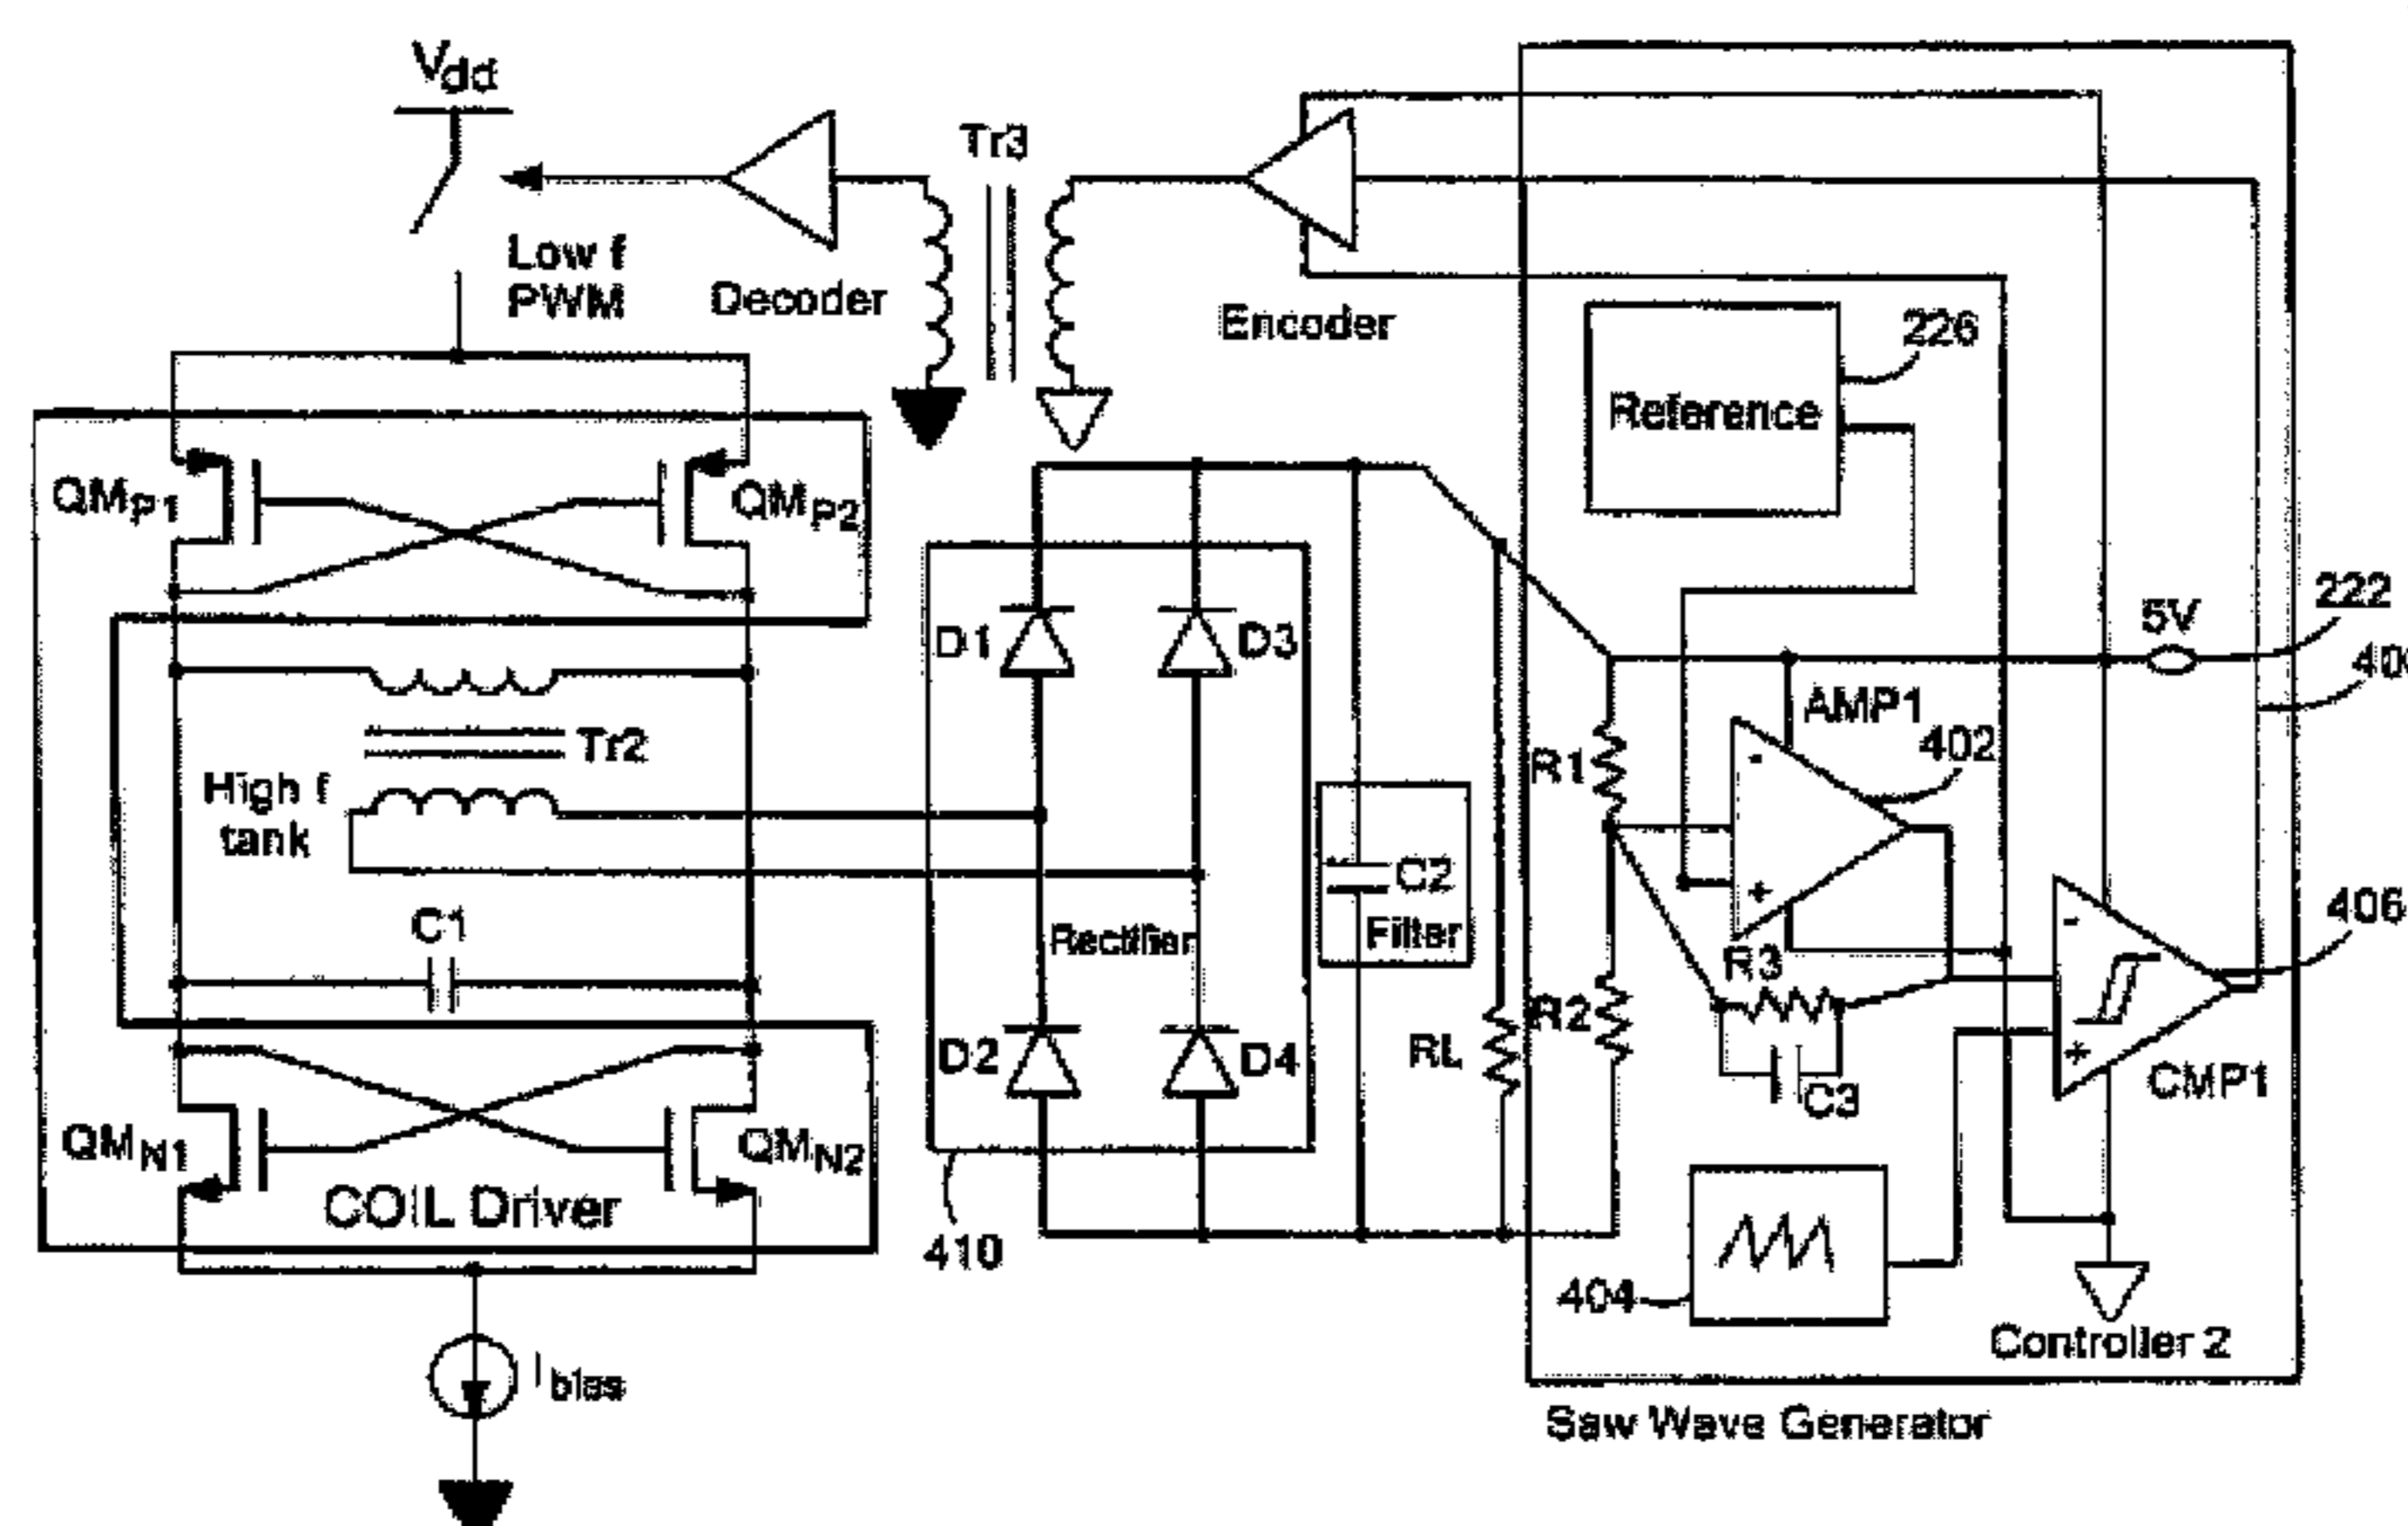 Vdd
Tr3
Low f
PWM
Decoder
Encoder
226
Reference
QMP1
QMP2
5V
222
D1
D3
AMP1
402
-
R1
Tr2
High f
tank
C2
+
406
C1
Rectifier
Filter
R3
-
D2
D4
RL
R2
+
CMP1
C3
QMN1
QMN2
COIL Driver
410
404
Controller 2
Ibias
Saw Wave Generator